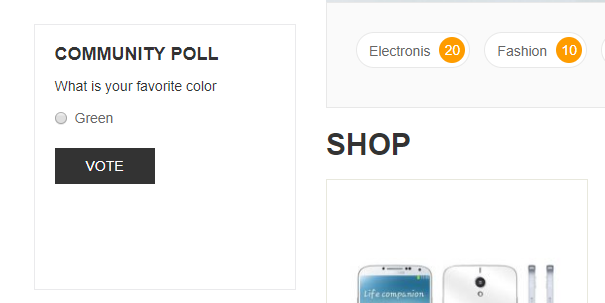 COMMUNITY POLL
What is your favorite color
Green
VOTE
Electronis 20
Fashion 10
SHOP
Life companion